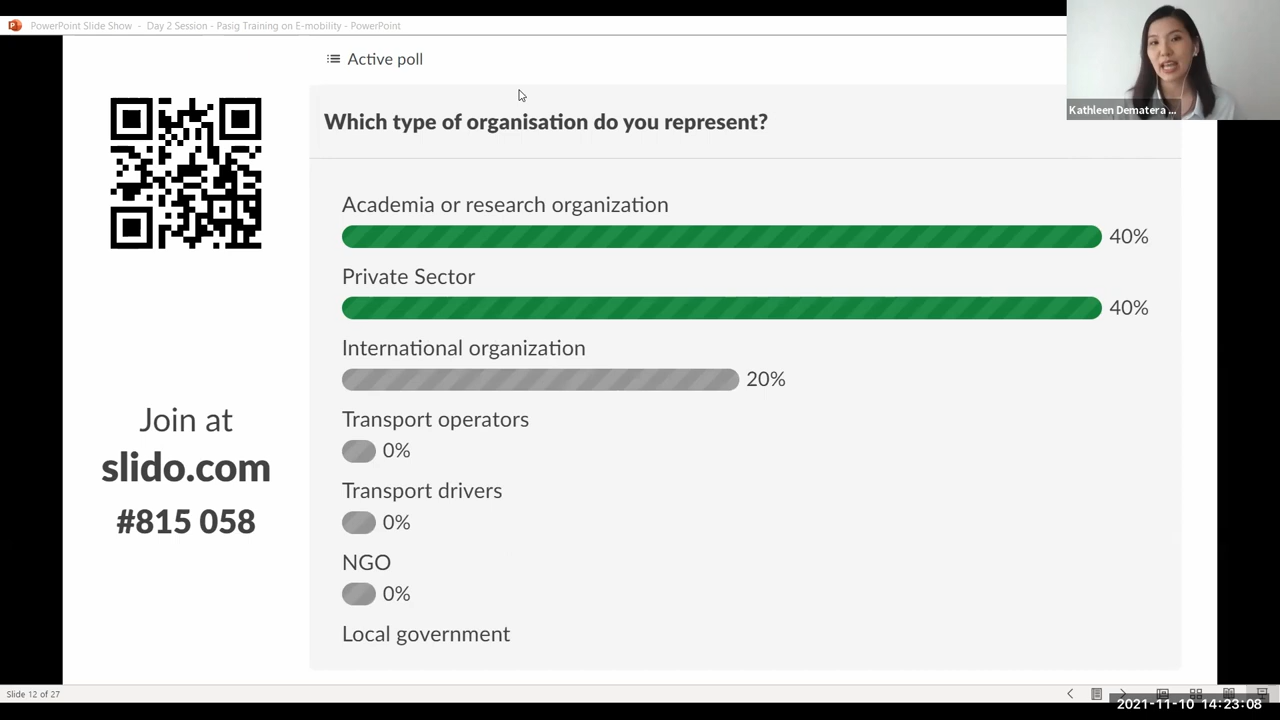 PowerPoint Slide Show - Day 2 Session - Pasig Training on E-mobility - PowerPoint
Active poll
Kathleen Dematera ...
Which type of organisation do you represent?
Academia or research organization
40%
Private Sector
40%
International organization
20%
Transport operators
0%
Transport drivers
0%
NGO
0%
Local government
Join at
slido.com
#815 058
Slide 12 of 27
2021-11-10 14:23:08